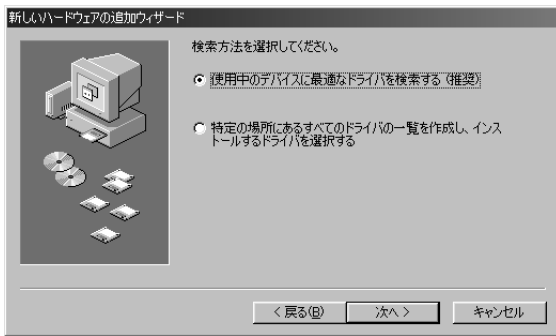 新しいハードウェアの追加ウィザード
検索方法を選択してください。
使用中のデバイスに最適なドライバを検索する（推奨）
特定の場所にあるすべてのドライバの一覧を作成し、インス
トールするドライバを選択する
< 戻る(B) 次へ > キャンセル